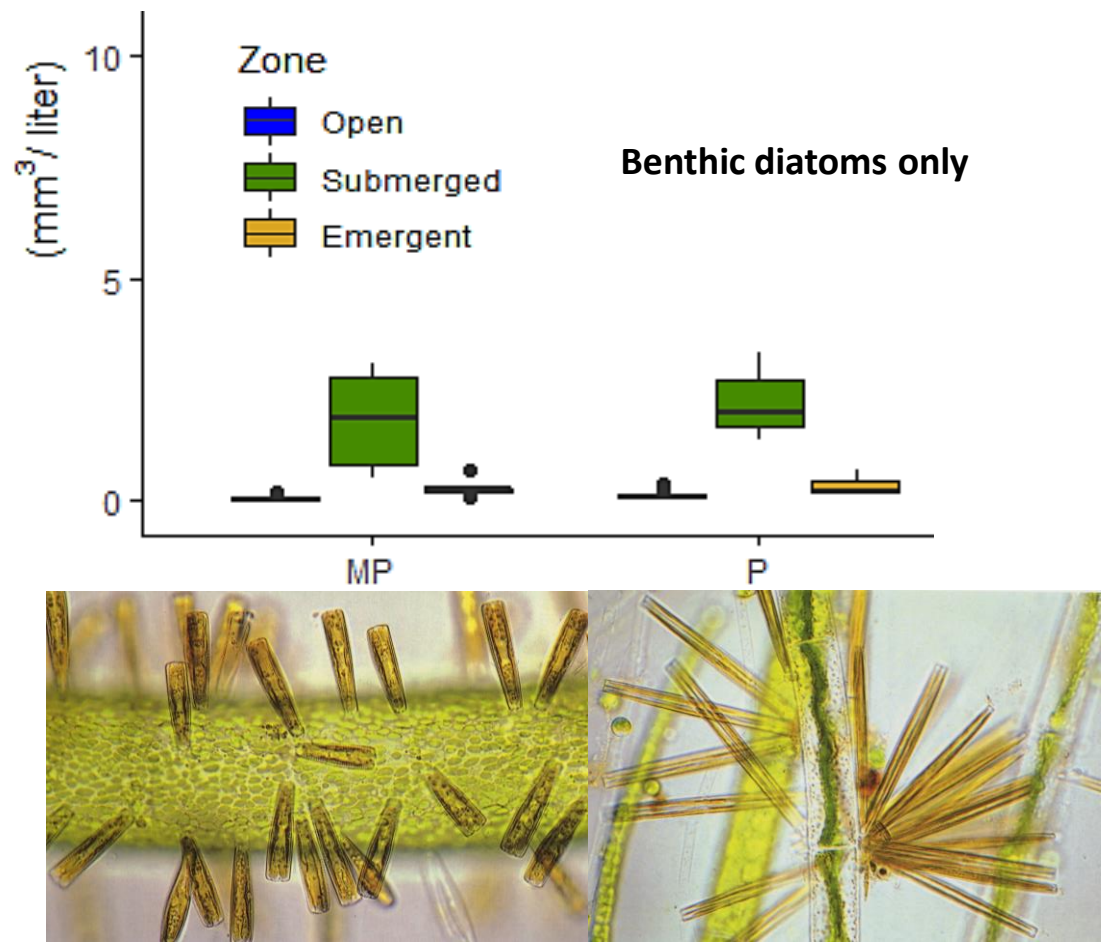 (mm³/ liter)
10
5
0
Zone
Open
Submerged
Emergent
Benthic diatoms only
MP
P